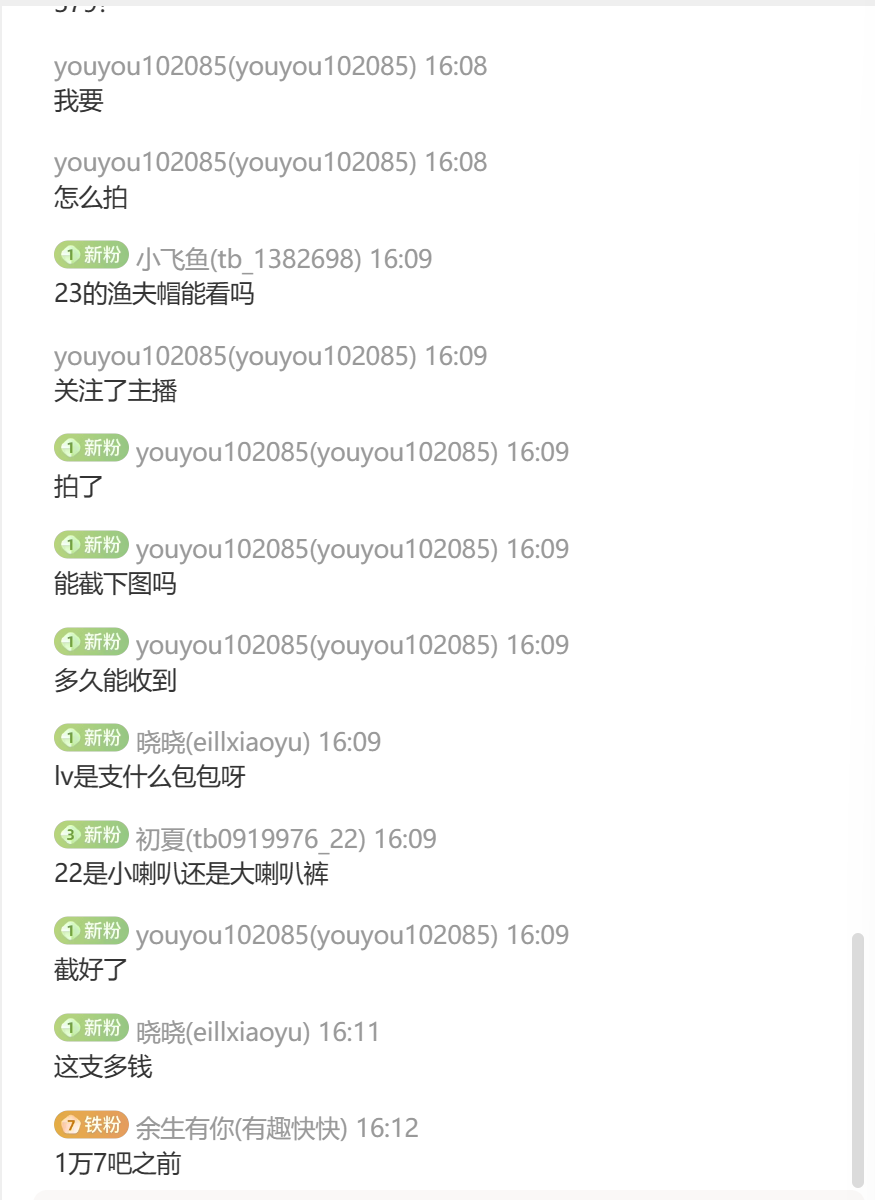 youyou102085(youyou102085) 16:08
我要
youyou102085(youyou102085) 16:08
怎么拍
1 新粉 小飞鱼(tb_1382698) 16:09
23的渔夫帽能看吗
youyou102085(youyou102085) 16:09
关注了主播
1 新粉 youyou102085(youyou102085) 16:09
拍了
1 新粉 youyou102085(youyou102085) 16:09
能截下图吗
1 新粉 youyou102085(youyou102085) 16:09
多久能收到
1 新粉 晓晓(eillxiaoyu) 16:09
lv是支什么包包呀
3 新粉 初夏(tb0919976_22) 16:09
22是小喇叭还是大喇叭裤
1 新粉 youyou102085(youyou102085) 16:09
截好了
1 新粉 晓晓(eillxiaoyu) 16:11
这支多钱
7 铁粉 余生有你(有趣快快) 16:12
1万7吧之前